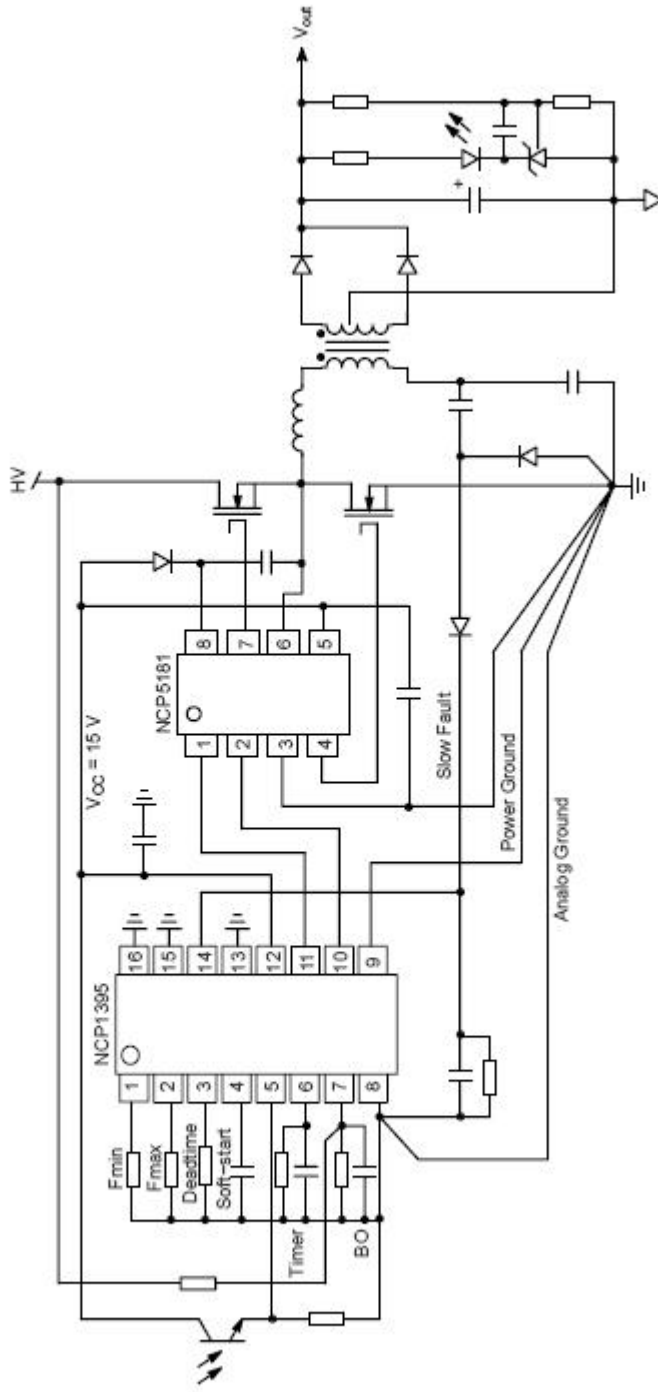 HV
Vout
VCC = 15 V
NCP1395
NCP5181
Fmin
Fmax
Deadtime
Soft-start
Timer
BO
1
2
3
4
5
6
7
8
16
15
14
13
12
11
10
9
1
2
3
4
8
7
6
5
Slow Fault
Power Ground
Analog Ground
+